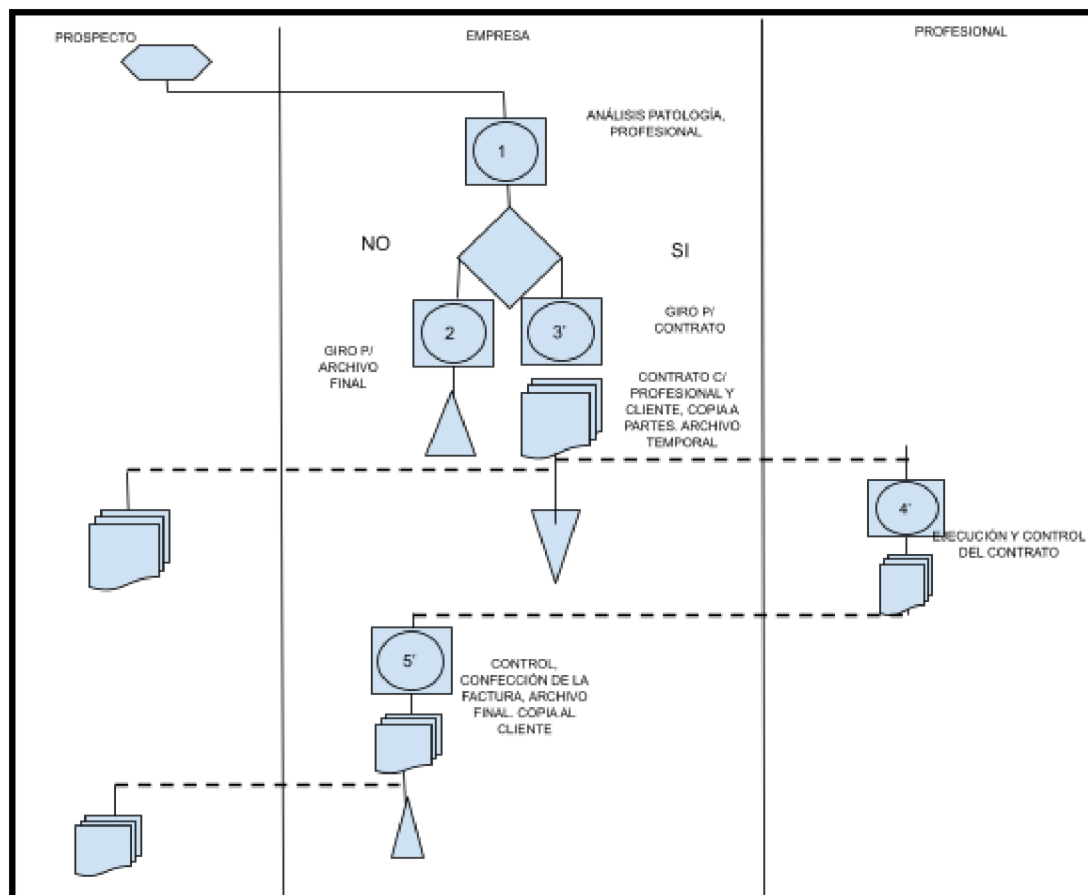 PROSPECTO
EMPRESA
PROFESIONAL
ANÁLISIS PATOLOGÍA,
PROFESIONAL
1
NO
SI
2
3'
GIRO P/
ARCHIVO
FINAL
GIRO P/
CONTRATO
CONTRATO C/
PROFESIONAL Y
CLIENTE, COPIA A
PARTES. ARCHIVO
TEMPORAL
4'
EJECUCIÓN Y CONTROL
DEL CONTRATO
5'
CONTROL,
CONFECCIÓN DE LA
FACTURA, ARCHIVO
FINAL. COPIA AL
CLIENTE